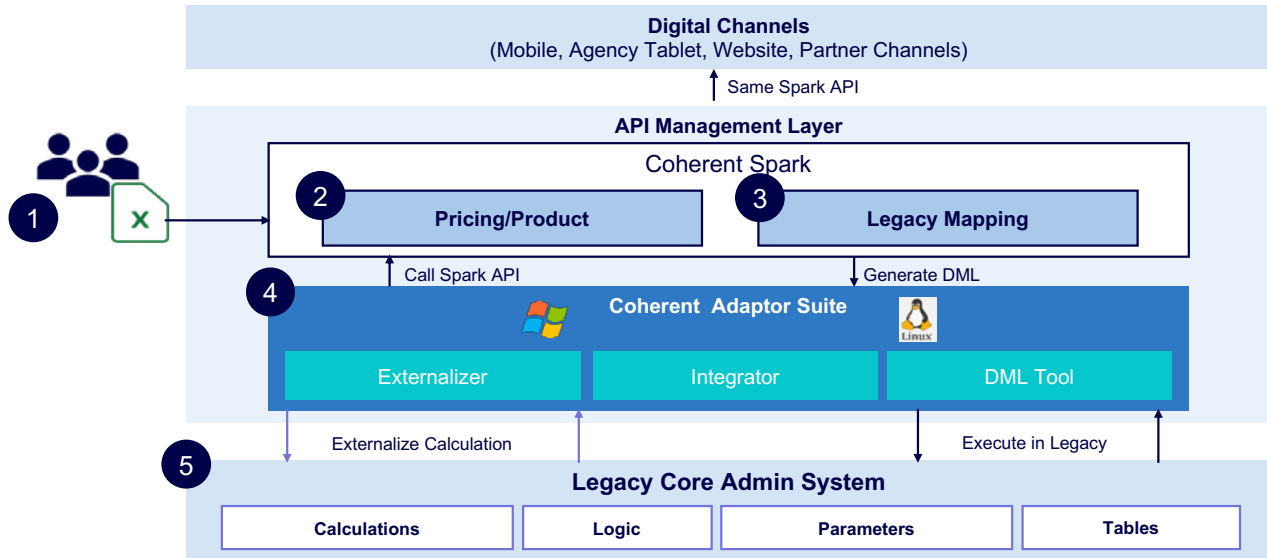 Digital Channels
(Mobile, Agency Tablet, Website, Partner Channels)
Same Spark API
API Management Layer
Coherent Spark
1
X
2
Pricing/Product
3
Legacy Mapping
Call Spark API
Generate DML
4
Coherent Adaptor Suite
Linux
Externalizer
Integrator
DML Tool
Externalize Calculation
Execute in Legacy
5
Legacy Core Admin System
Calculations
Logic
Parameters
Tables